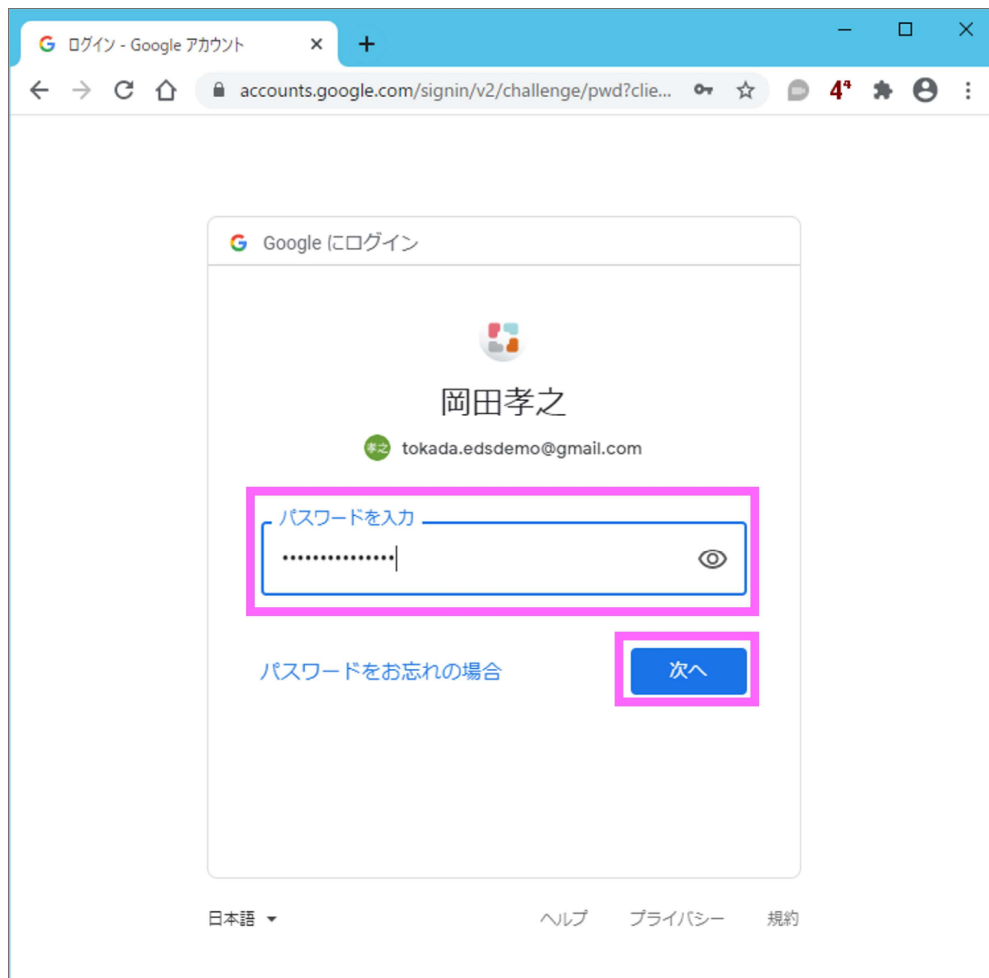 ログイン - Google アカウント
accounts.google.com/signin/v2/challenge/pwd?clie...
4⁴
Google にログイン
岡田孝之
孝之 tokada.edsdemo@gmail.com
パスワードを入力
•••••••••••••••
パスワードをお忘れの場合 次へ
日本語 ヘルプ プライバシー 規約